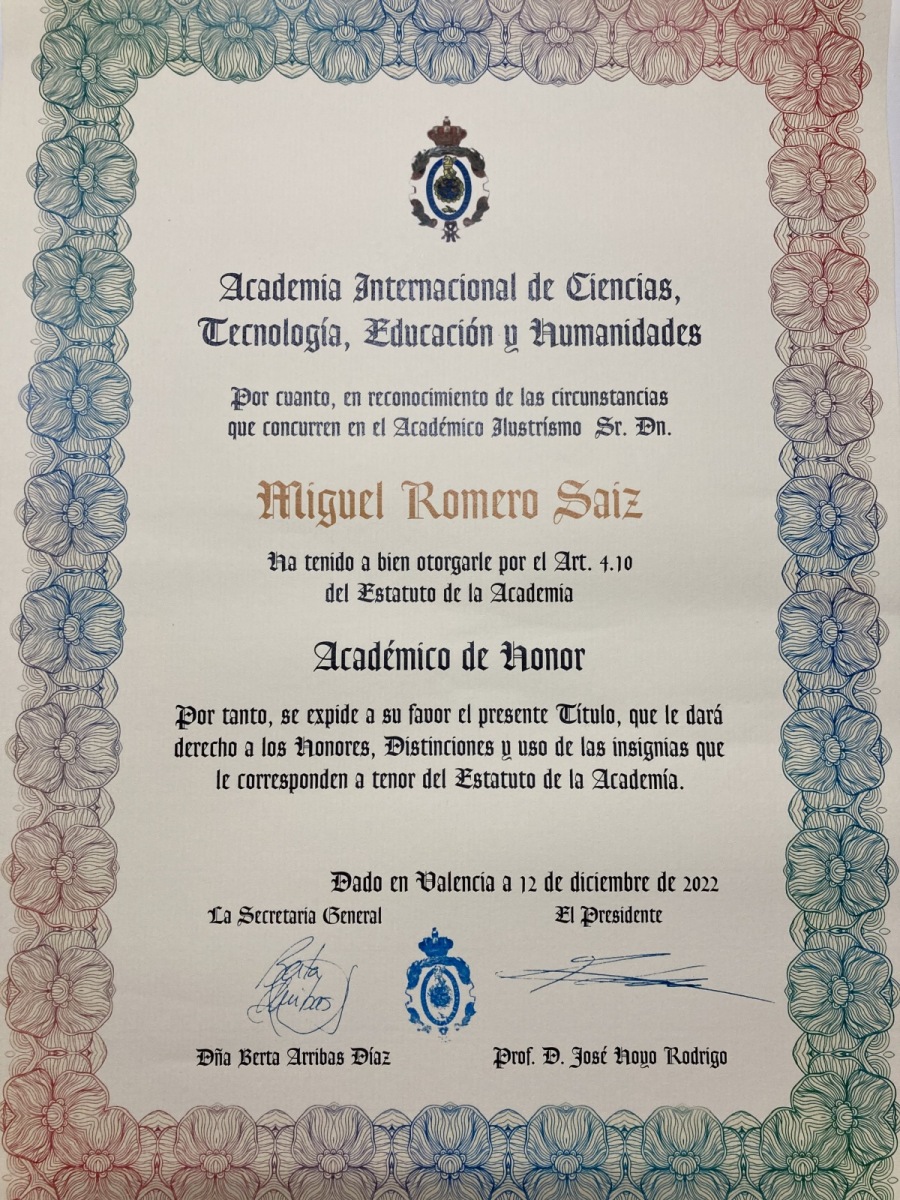 Academia Internacional de Ciencias,
Tecnología, Educación y Humanidades
Por cuanto, en reconocimiento de las circunstancias
que concurren en el Académico Ilustrísmo Sr. Dn.
Miguel Romero Saiz
Ha tenido a bien otorgarle por el Art. 4.10
del Estatuto de la Academia
Académico de Honor
Por tanto, se expide a su favor el presente Título, que le dará
derecho a los Honores, Distinciones y uso de las insignias que
le corresponden a tenor del Estatuto de la Academía.
Dado en Valencia a 12 de diciembre de 2022
La Secretaria General
El Presidente
Berta
Dña Berta Arribas Díaz
Prof. D. José Hoyo Rodrigo